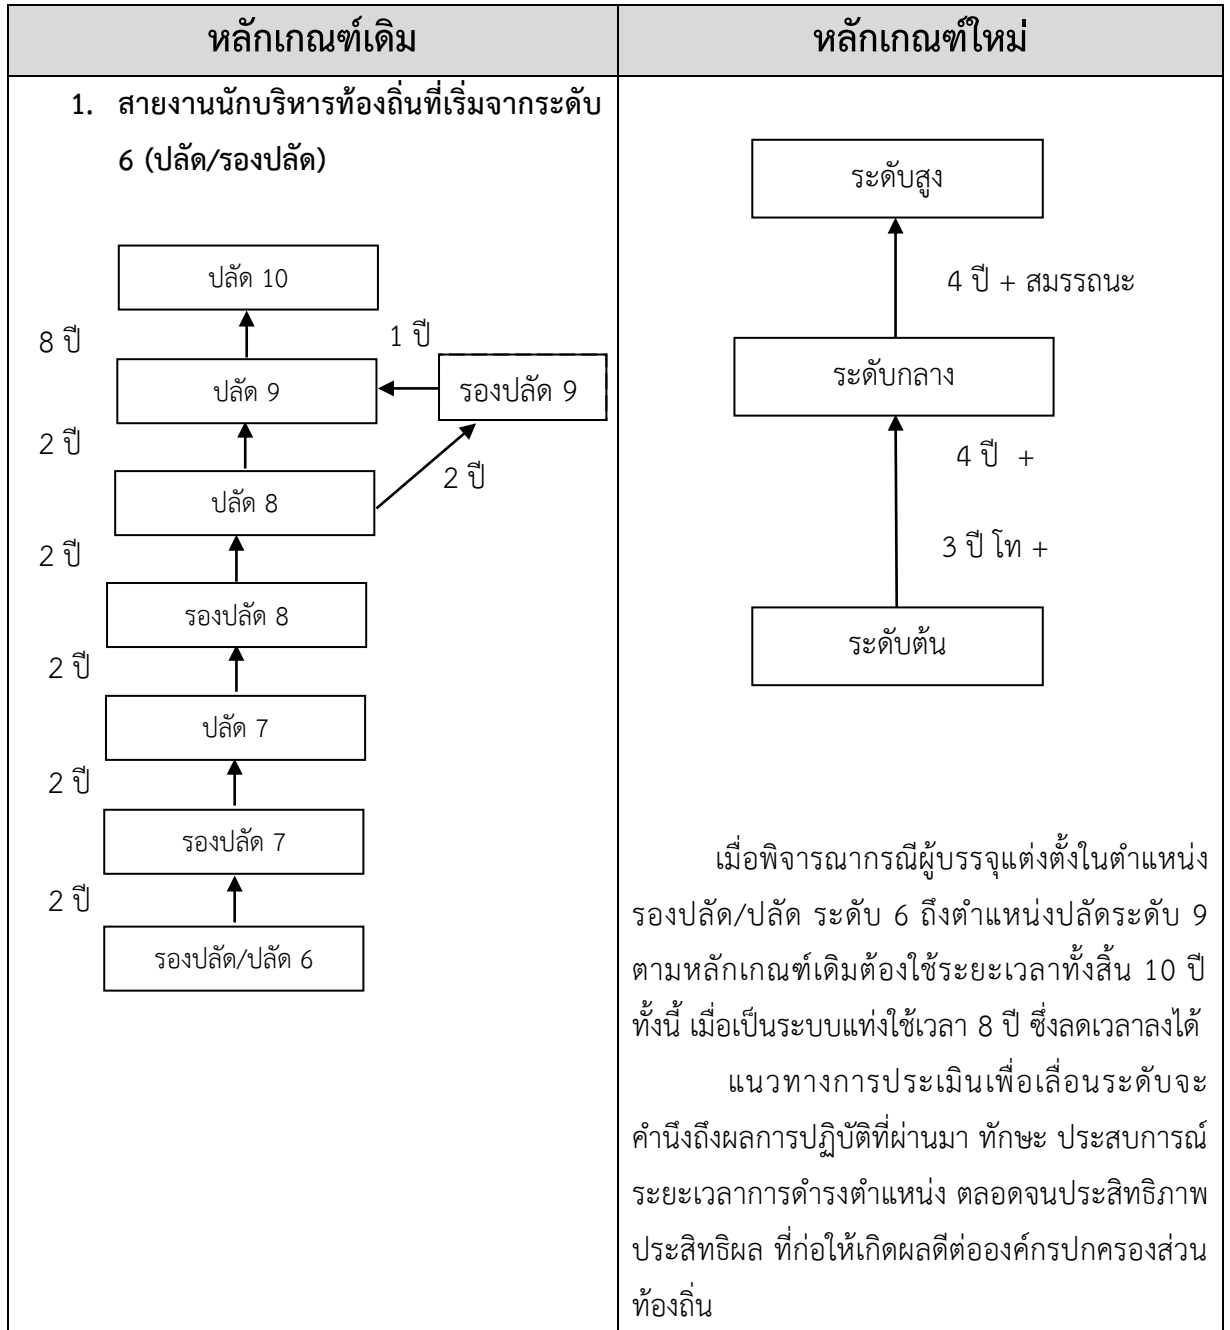 หลักเกณฑ์เดิม
หลักเกณฑ์ใหม่
1. สายงานนักบริหารท้องถิ่นที่เริ่มจากระดับ
6 (ปลัด/รองปลัด)
ปลัด 10
8 ปี
1 ปี
ปลัด 9
รองปลัด 9
2 ปี
2 ปี
ปลัด 8
2 ปี
รองปลัด 8
2 ปี
ปลัด 7
2 ปี
รองปลัด 7
2 ปี
รองปลัด/ปลัด 6
ระดับสูง
4 ปี + สมรรถนะ
ระดับกลาง
4 ปี +
3 ปี โท +
ระดับต้น
เมื่อพิจารณากรณีผู้บรรจุแต่งตั้งในตำแหน่ง
รองปลัด/ปลัด ระดับ 6 ถึงตำแหน่งปลัดระดับ 9
ตามหลักเกณฑ์เดิมต้องใช้ระยะเวลาทั้งสิ้น 10 ปี
ทั้งนี้ เมื่อเป็นระบบแท่งใช้เวลา 8 ปี ซึ่งลดเวลาลงได้
แนวทางการประเมินเพื่อเลื่อนระดับจะ
คำนึงถึงผลการปฏิบัติที่ผ่านมา ทักษะ ประสบการณ์
ระยะเวลาการดำรงตำแหน่ง ตลอดจนประสิทธิภาพ
ประสิทธิผล ที่ก่อให้เกิดผลดีต่อองค์กรปกครองส่วน
ท้องถิ่น